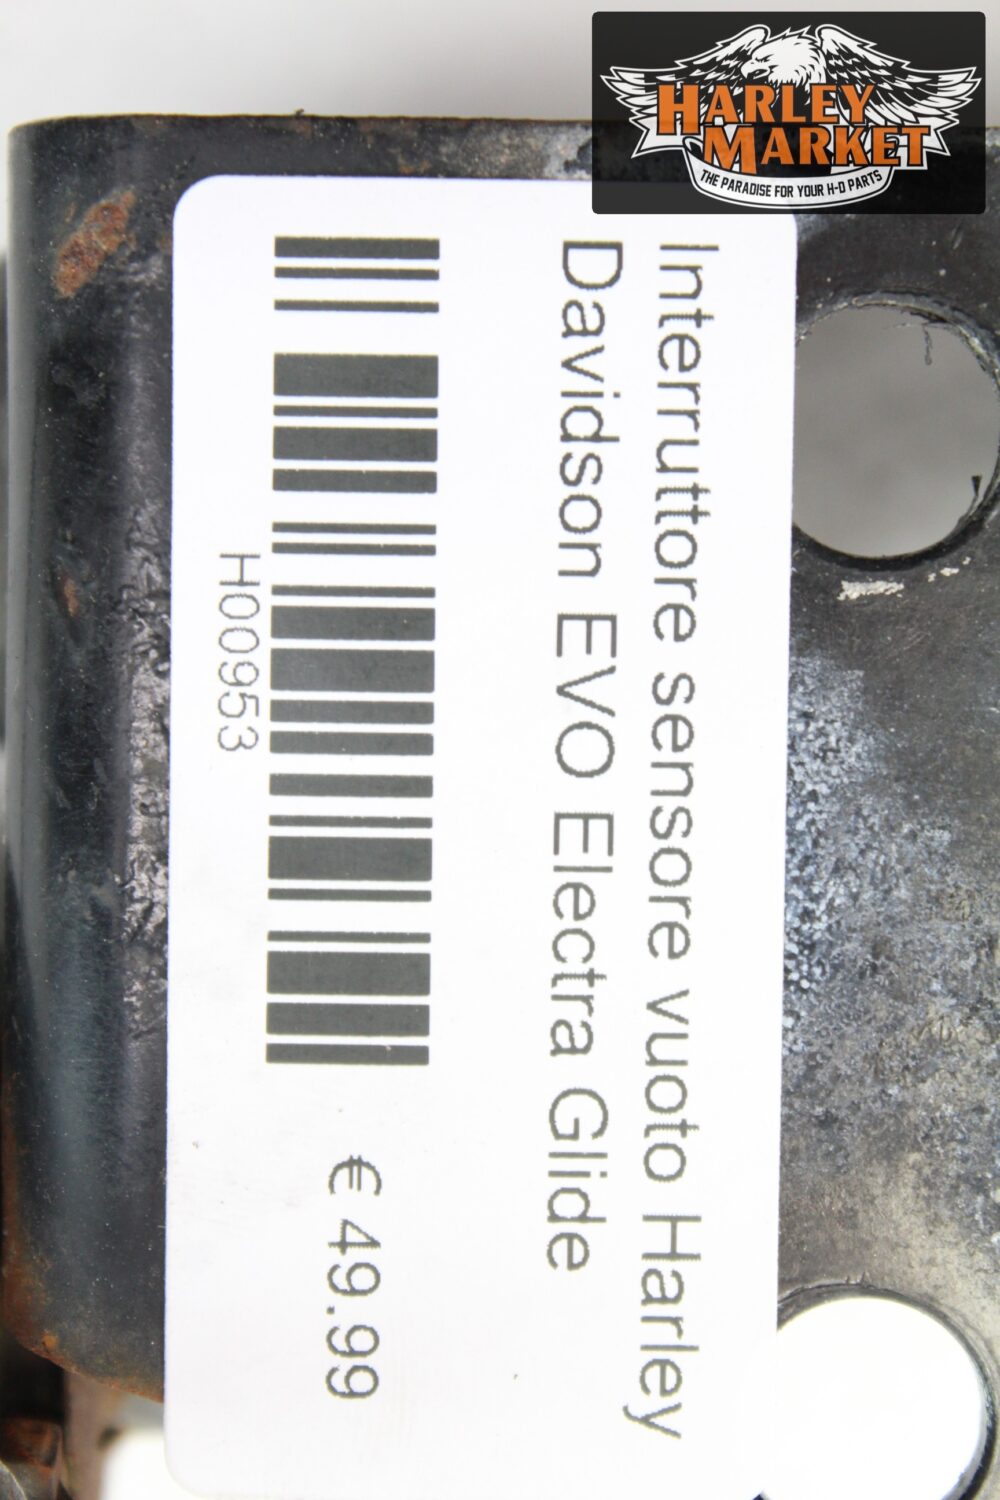 HARLEY
MARKET
THE PARADISE FOR YOUR H-D PARTS
Interruttore sensore vuoto Harley
Davidson EVO Electra Glide
H00953
€ 49.99